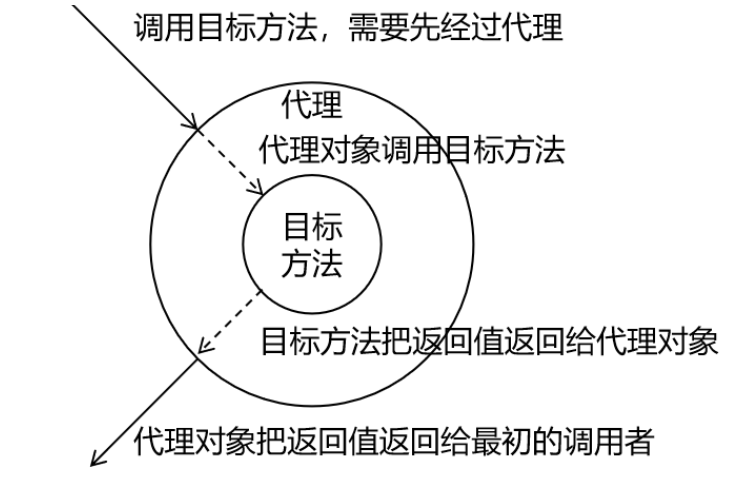 调用目标方法，需要先经过代理
代理
代理对象调用目标方法
目标
方法
目标方法把返回值返回给代理对象
代理对象把返回值返回给最初的调用者